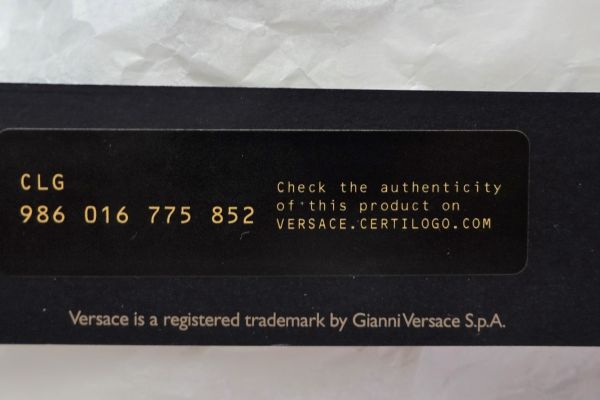 CLG
986 016 775 852
Check the authenticity
of this product on
VERSACE.CERTILOGO.COM
Versace is a registered trademark by Gianni Versace S.p.A.